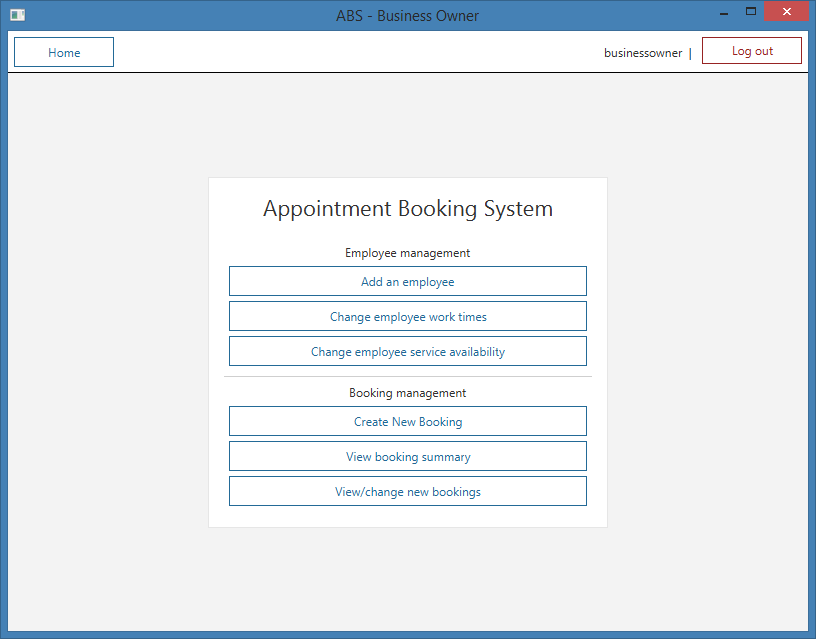 ABS - Business Owner
Home
businessowner |
Log out
Appointment Booking System
Employee management
Add an employee
Change employee work times
Change employee service availability
Booking management
Create New Booking
View booking summary
View/change new bookings